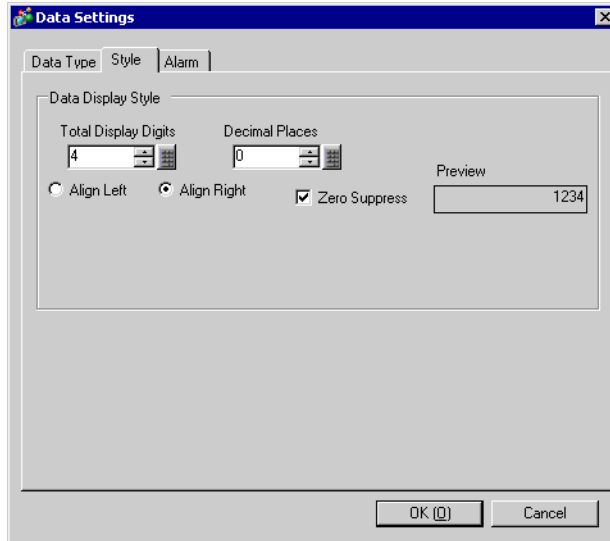 Data Settings
Data Type Style Alarm
Data Display Style
Total Display Digits Decimal Places
4 0
Preview
Align Left Align Right Zero Suppress 1234
OK (O) Cancel